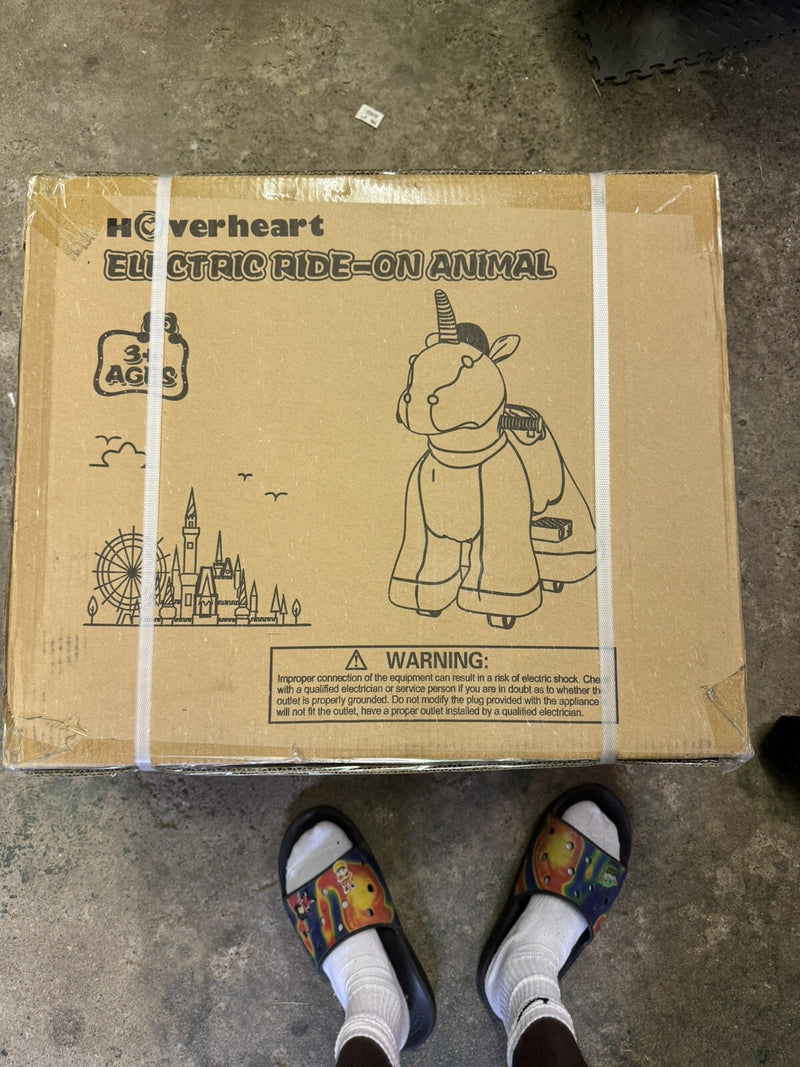 Hoverheart
ELECTRIC RIDE-ON ANIMAL
3+
AGES
WARNING:
Improper connection of the equipment can result in a risk of electric shock. Che
with a qualified electrician or service person if you are in doubt as to whether th
outlet is properly grounded. Do not modify the plug provided with the appliance
will not fit the outlet, have a proper outlet installed by a qualified electrician.